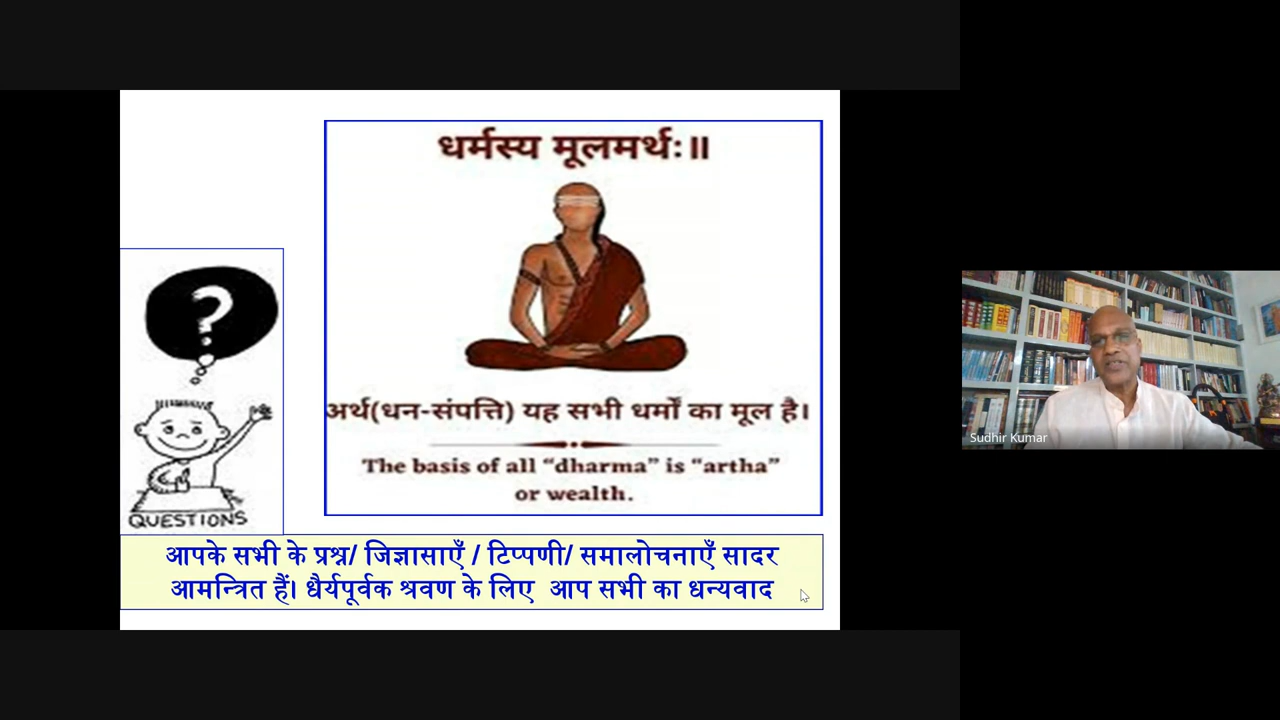 धर्मस्य मूलमर्थः॥
अर्थ(धन-संपत्ति) यह सभी धर्मों का मूल है।
The basis of all “dharma” is “artha”
or wealth.
?
QUESTIONS
आपके सभी के प्रश्न/ जिज्ञासाएँ / टिप्पणी/ समालोचनाएँ सादर
आमन्त्रित हैं। धैर्यपूर्वक श्रवण के लिए आप सभी का धन्यवाद
Sudhir Kumar